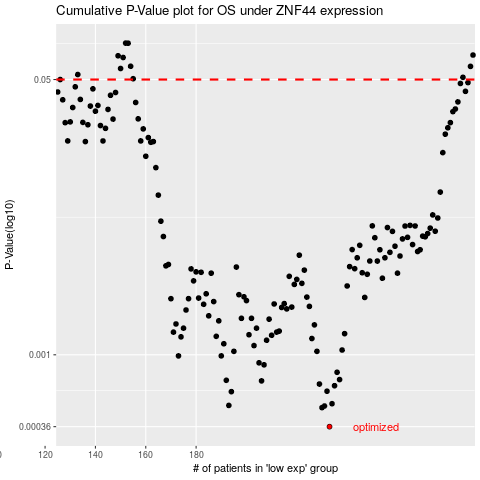 Cumulative P-Value plot for OS under ZNF44 expression
P-Value(log10)
0.05
0.001
0.00036
optimized
0
120
140
160
180
# of patients in 'low exp' group